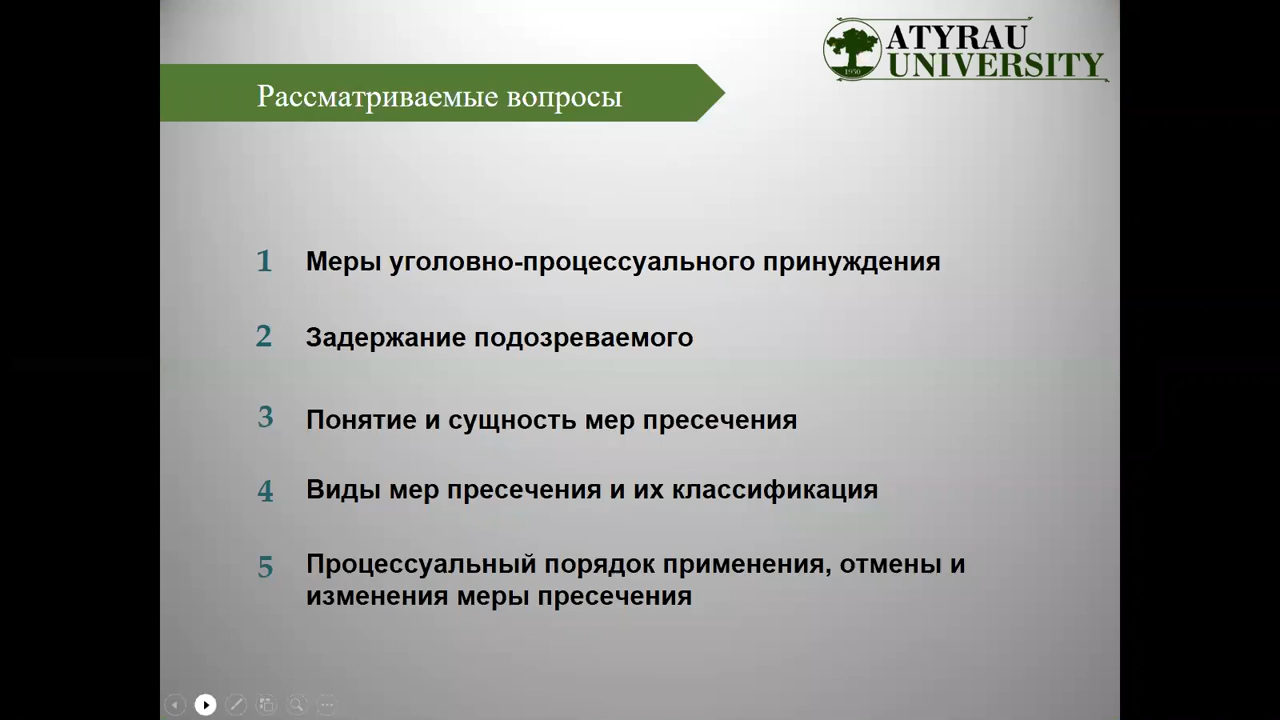 ATYRAU
UNIVERSITY
1950
Рассматриваемые вопросы
1 Меры уголовно-процессуального принуждения
2 Задержание подозреваемого
3 Понятие и сущность мер пресечения
4 Виды мер пресечения и их классификация
5 Процессуальный порядок применения, отмены и
изменения меры пресечения